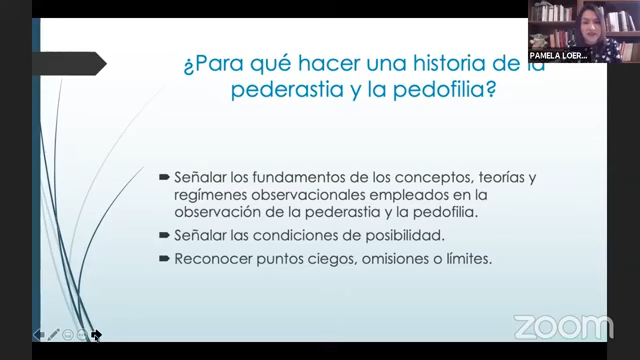 ¿Para qué hacer una historia de la
pederastia y la pedofilia?
PAMELA LOER...
Señalar los fundamentos de los conceptos, teorías y
regímenes observacionales empleados en la
observación de la pederastia y la pedofilia.
Señalar las condiciones de posibilidad.
Reconocer puntos ciegos, omisiones o límites.
zoom